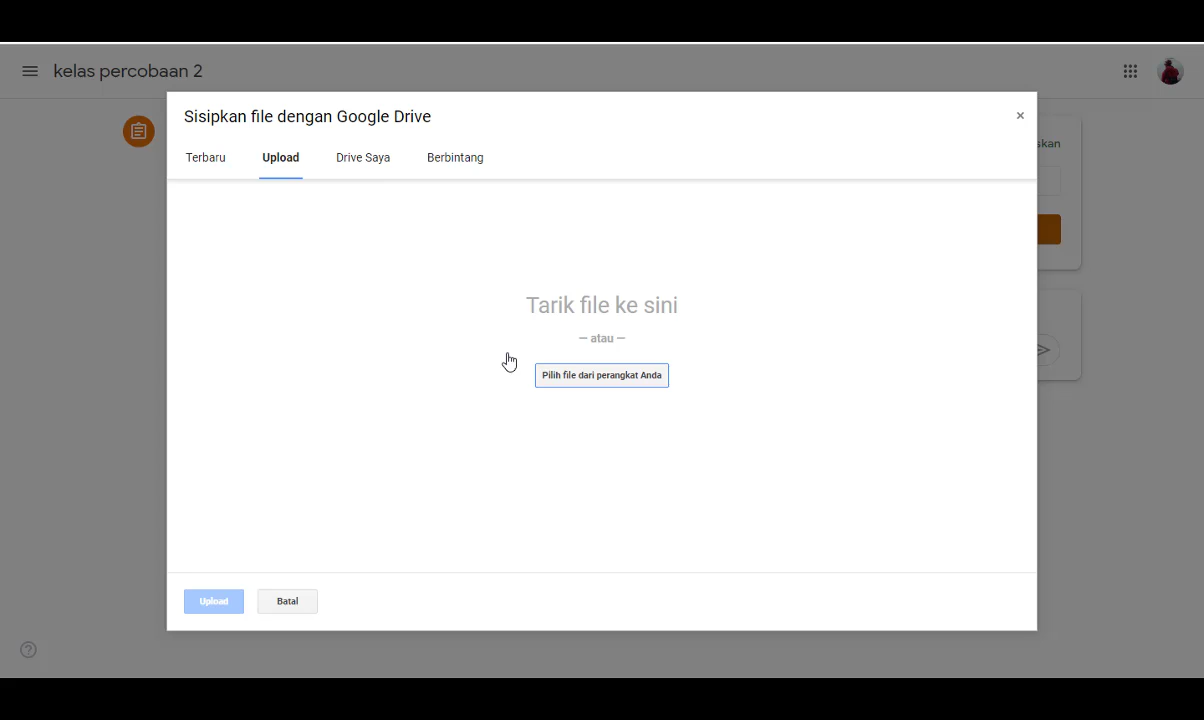 kelas percobaan 2
Sisipkan file dengan Google Drive
×
Terbaru Upload Drive Saya Berbintang
skan
Tarik file ke sini
— atau —
Pilih file dari perangkat Anda
Upload Batal
?